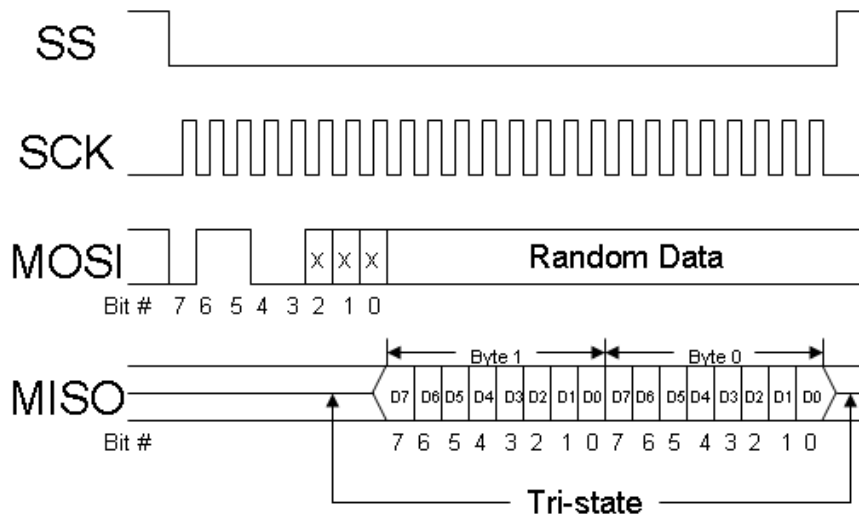 SS
SCK
MOSI
X X X
Random Data
Bit # 7 6 5 4 3 2 1 0
Byte 1 Byte 0
MISO
D7 D6 D5 D4 D3 D2 D1 D0 D7 D6 D5 D4 D3 D2 D1 D0
Bit # 7 6 5 4 3 2 1 0 7 6 5 4 3 2 1 0
Tri-state